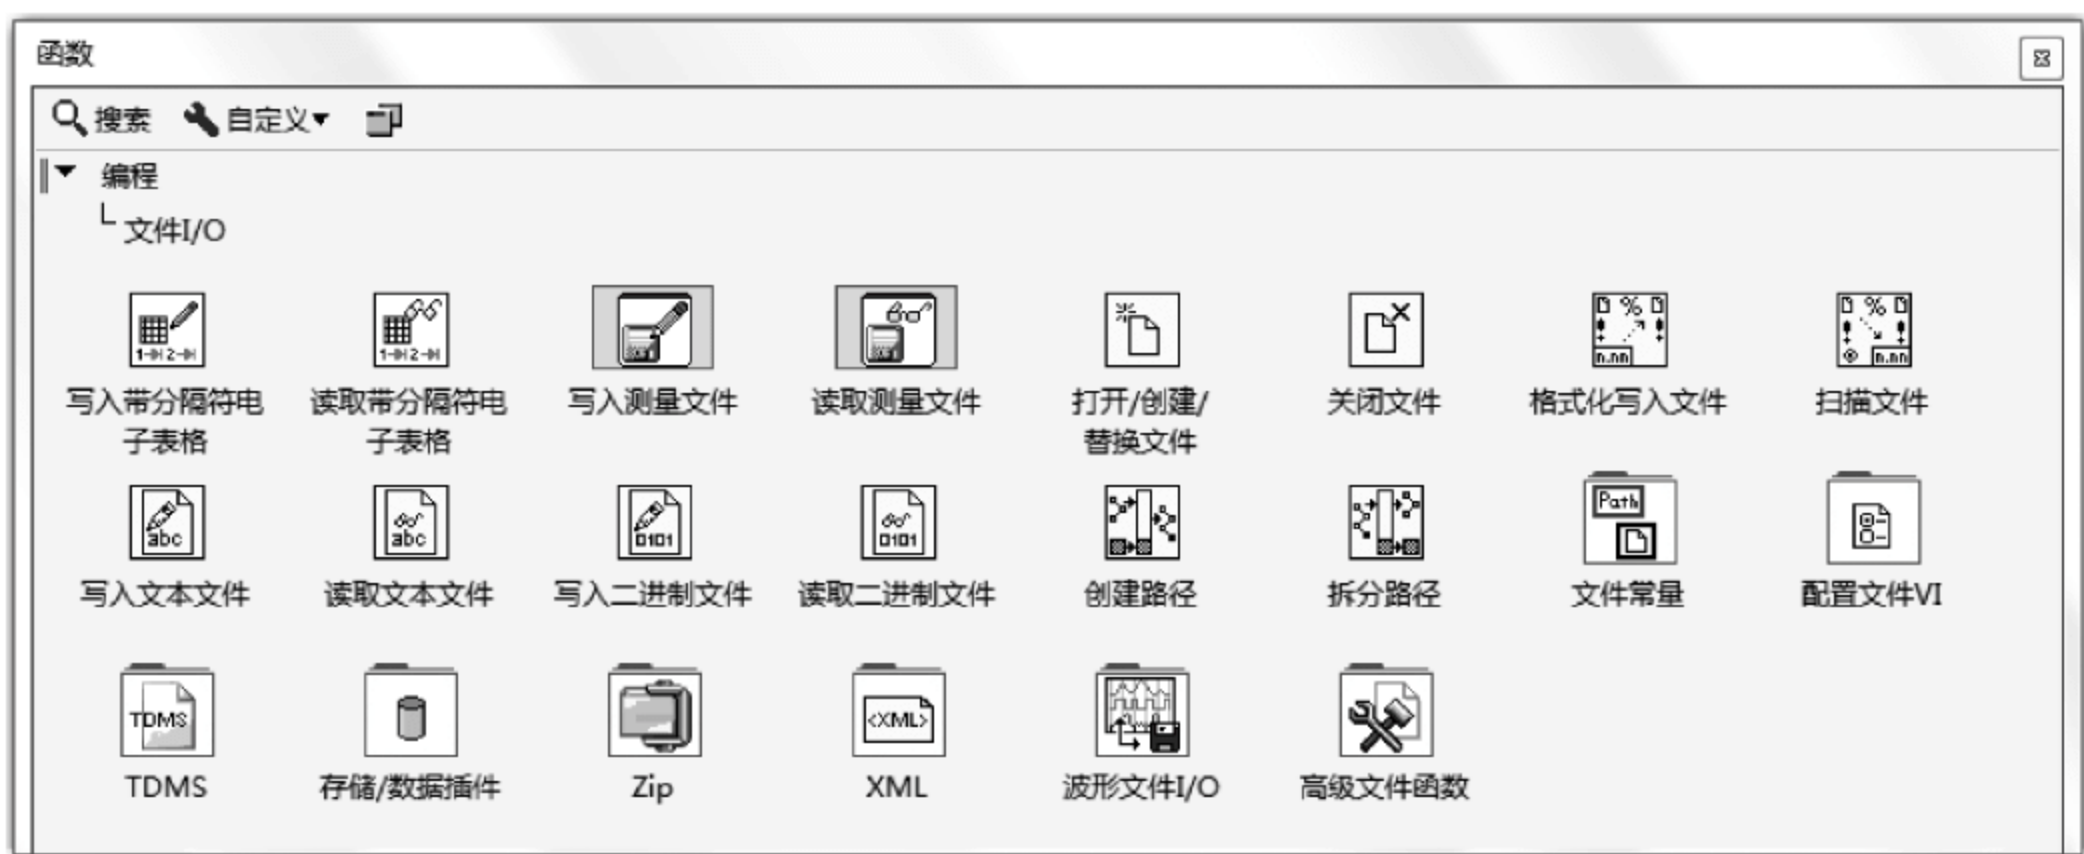 函数
搜索 自定义
编程
文件I/O
写入带分隔符电子表格 读取带分隔符电子表格 写入测量文件 读取测量文件 打开/创建/替换文件 关闭文件 格式化写入文件 扫描文件
写入文本文件 读取文本文件 写入二进制文件 读取二进制文件 创建路径 拆分路径 文件常量 配置文件VI
TDMS 存储/数据插件 Zip XML 波形文件I/O 高级文件函数